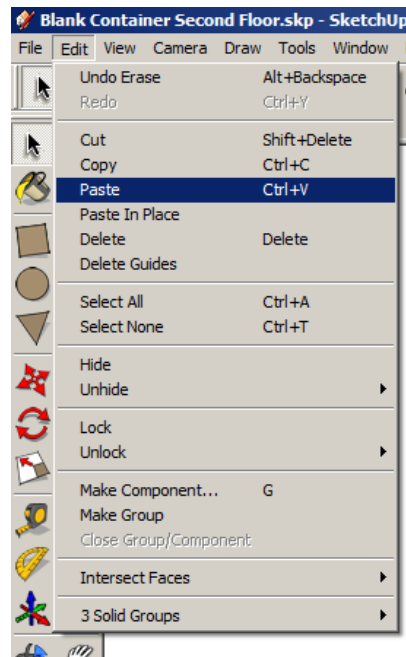 Blank Container Second Floor.skp - SketchUp
File Edit View Camera Draw Tools Window
Undo Erase Alt+Backspace
Redo Ctrl+Y
Cut Shift+Delete
Copy Ctrl+C
Paste Ctrl+V
Paste In Place
Delete Delete
Delete Guides
Select All Ctrl+A
Select None Ctrl+T
Hide
Unhide
Lock
Unlock
Make Component... G
Make Group
Close Group/Component
Intersect Faces
3 Solid Groups